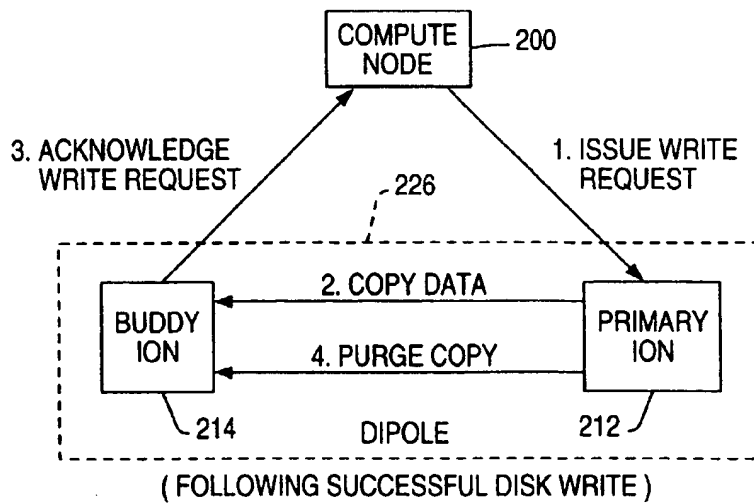 COMPUTE
NODE
200
3. ACKNOWLEDGE
WRITE REQUEST
1. ISSUE WRITE
REQUEST
226
2. COPY DATA
BUDDY
ION
PRIMARY
ION
4. PURGE COPY
214
DIPOLE
212
( FOLLOWING SUCCESSFUL DISK WRITE )